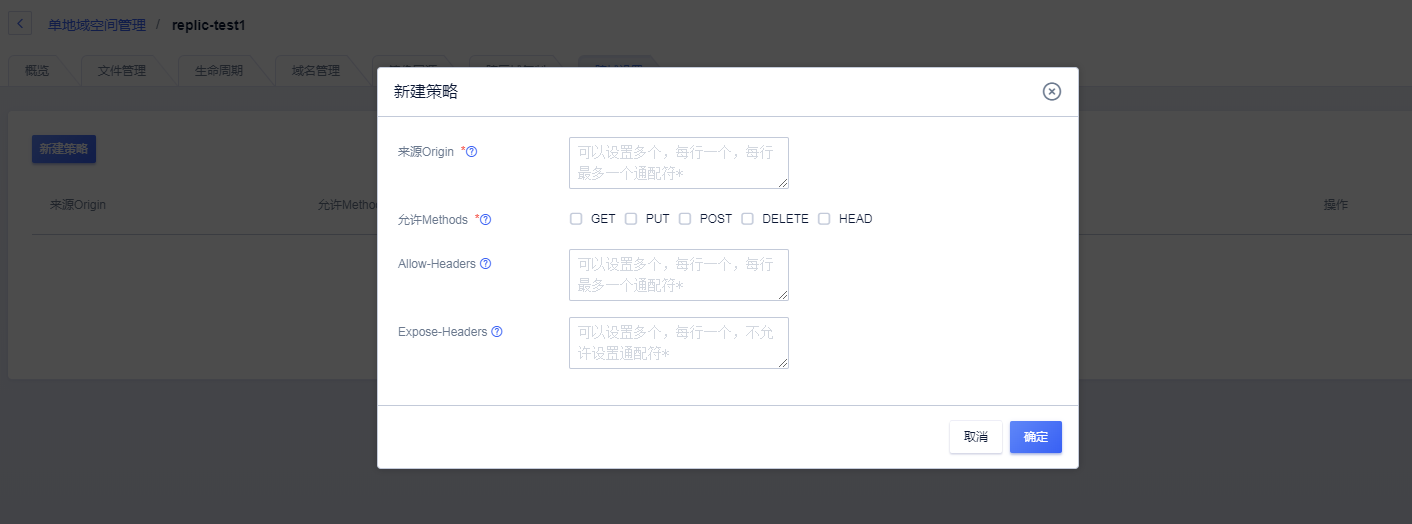 单地域空间管理 / replic-test1
概览 文件管理 生命周期 域名管理
新建策略
来源Origin 允许Metho 操作
新建策略
来源Origin *
可以设置多个，每行一个，每行
最多一个通配符*
允许Methods *
GET PUT POST DELETE HEAD
Allow-Headers
可以设置多个，每行一个，每行
最多一个通配符*
Expose-Headers
可以设置多个，每行一个，不允
许设置通配符*
取消 确定